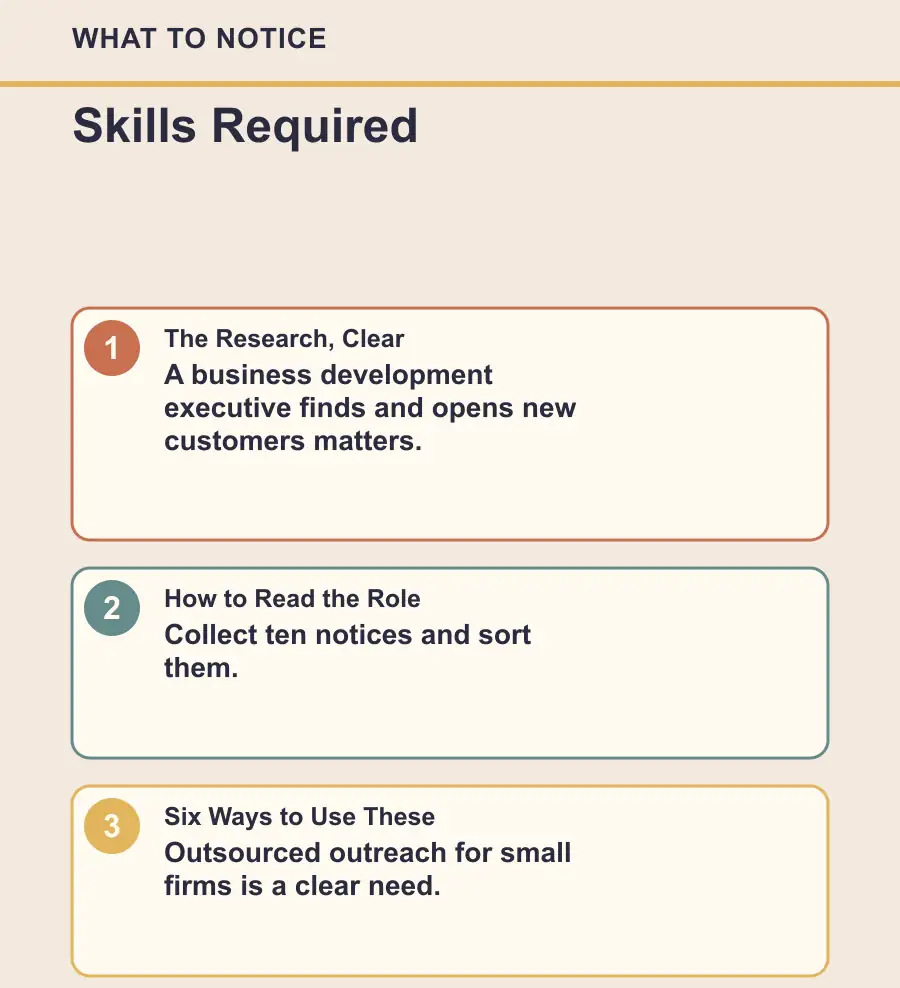 WHAT TO NOTICE
Skills Required
1
The Research, Clear
A business development
executive finds and opens new
customers matters.
2
How to Read the Role
Collect ten notices and sort
them.
3
Six Ways to Use These
Outsourced outreach for small
firms is a clear need.